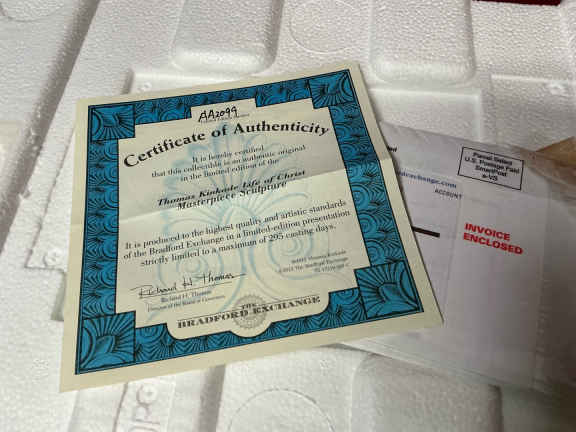 AA2099
Certificate of Authenticity
It is hereby certified
that this collectible is an authentic original
in the limited edition of the
Thomas Kinkade Life of Christ
Masterpiece Sculpture
It is produced to the highest quality and artistic standards
of the Bradford Exchange in a limited-edition presentation
strictly limited to a maximum of 295 casting days.
Richard H. Thomas
Richard H. Thomas
THE
BRADFORD EXCHANGE
Parcel Select
U.S. Postage Paid
SmartPost
e-VS
ACCOUNT
INVOICE
ENCLOSED